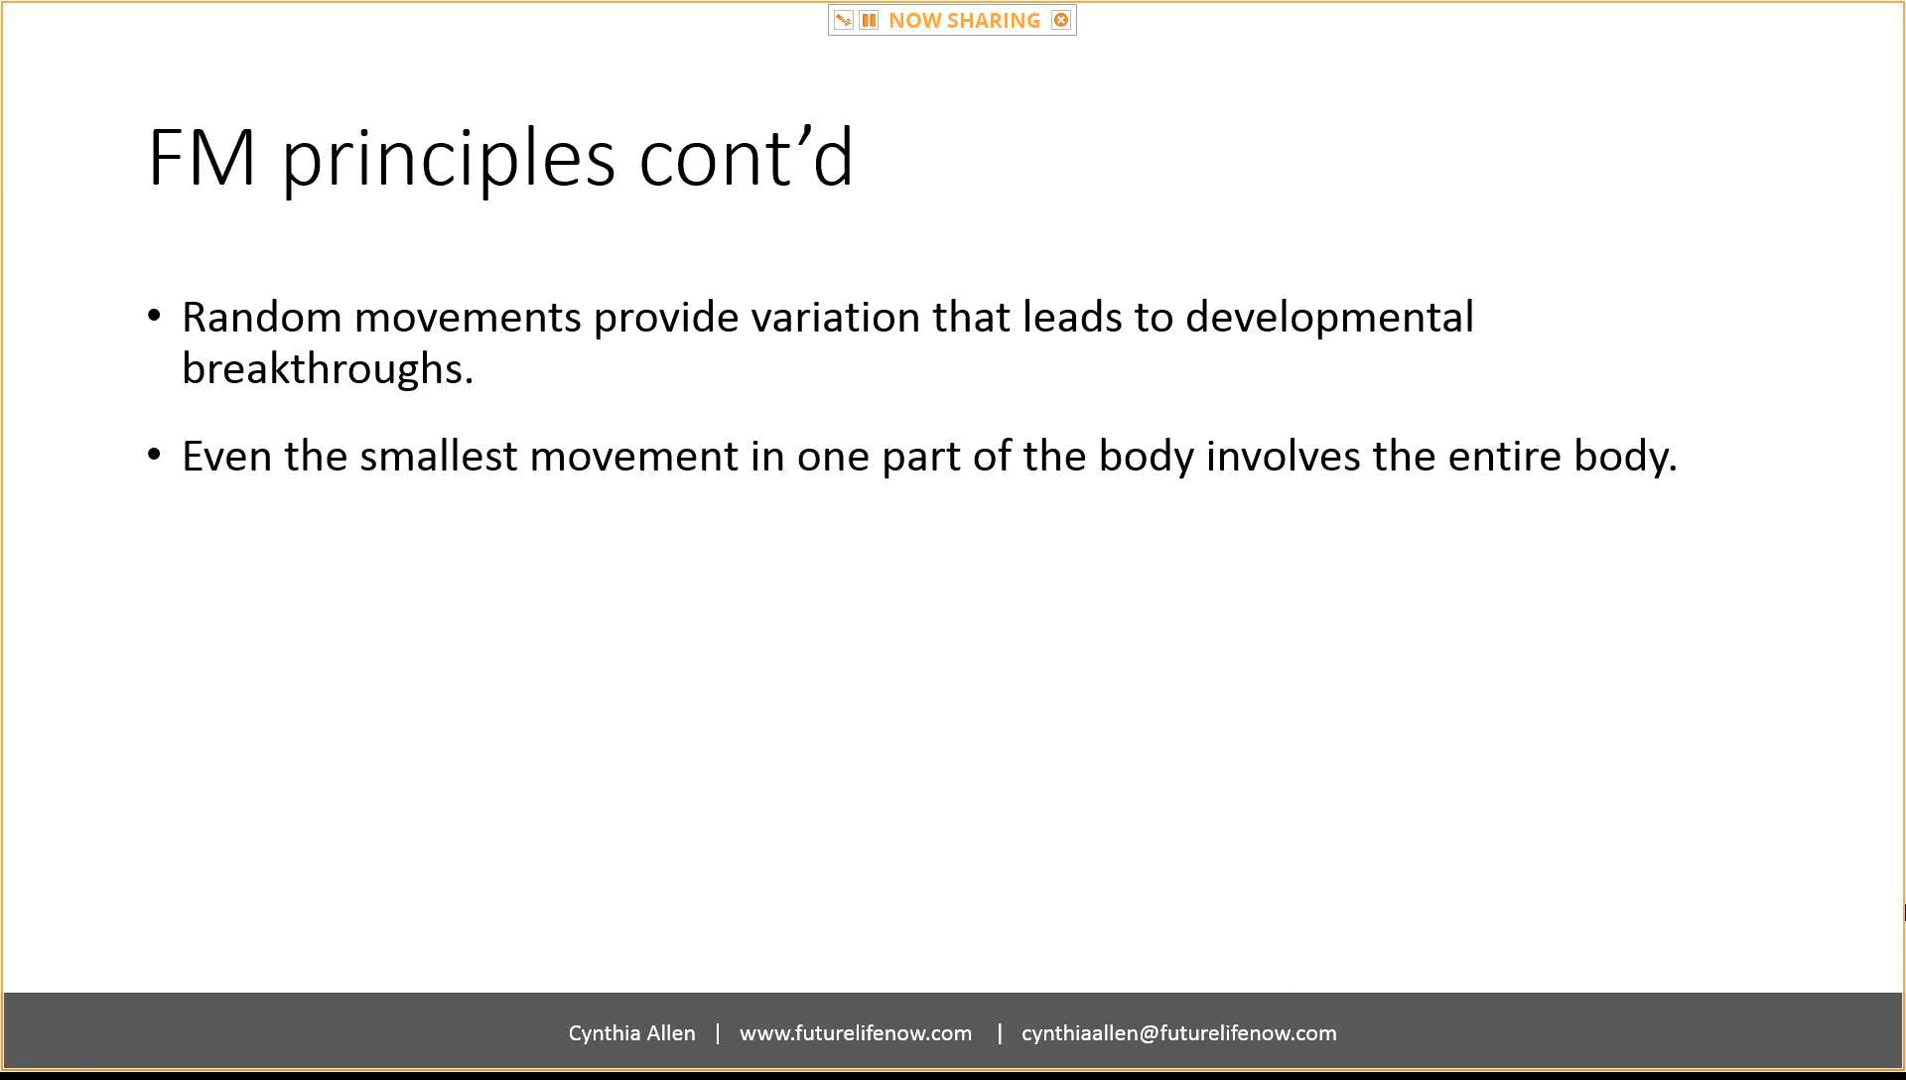 NOW SHARING
FM principles cont’d
• Random movements provide variation that leads to developmental
breakthroughs.
• Even the smallest movement in one part of the body involves the entire body.
Cynthia Allen | www.futurelifenow.com | cynthiaallen@futurelifenow.com